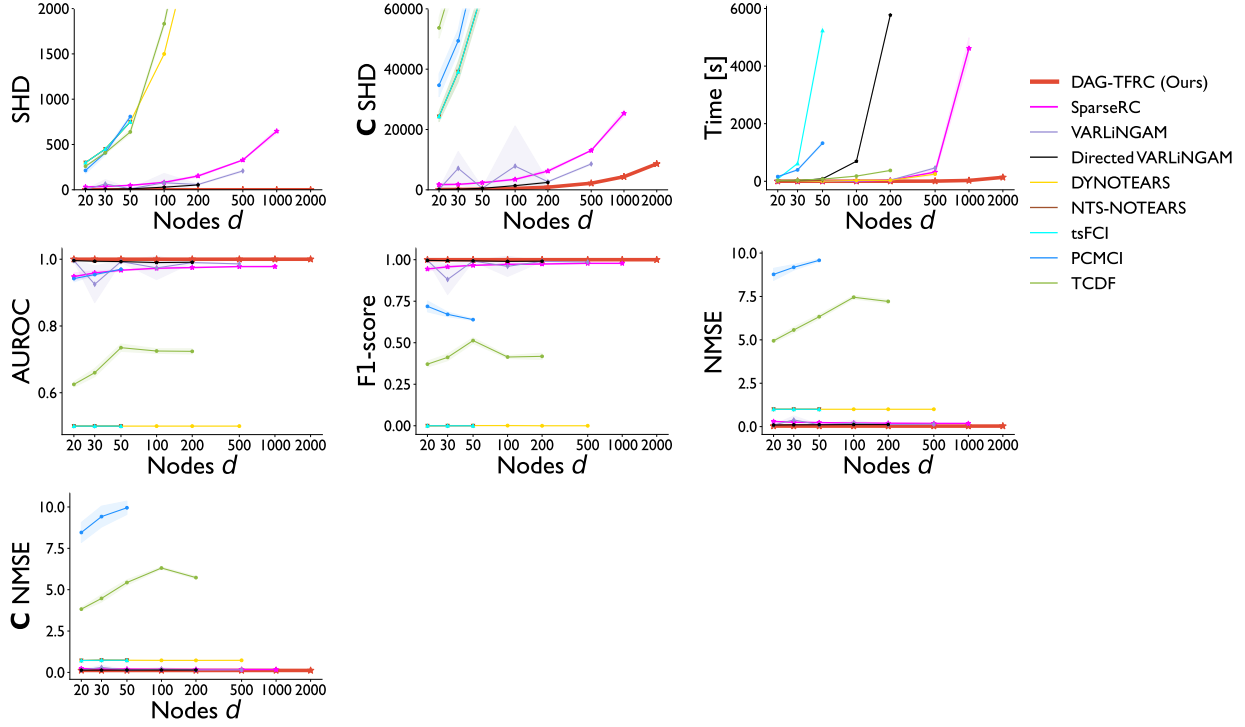 SHD
2000
1500
1000
500
0
20 30 50 100 200 500 1000 2000
Nodes d
C SHD
60000
40000
20000
0
20 30 50 100 200 500 1000 2000
Nodes d
Time [s]
6000
4000
2000
0
20 30 50 100 200 500 1000 2000
Nodes d
DAG-TFRC (Ours)
SparseRC
VARLiNGAM
Directed VARLiNGAM
DYNOTEARS
NTS-NOTEARS
tsFCI
PCMCI
TCDF
AUROC
1.0
0.8
0.6
20 30 50 100 200 500 1000 2000
Nodes d
F1-score
1.00
0.75
0.50
0.25
0.00
20 30 50 100 200 500 1000 2000
Nodes d
NMSE
10.0
7.5
5.0
2.5
0.0
20 30 50 100 200 500 1000 2000
Nodes d
C NMSE
10.0
7.5
5.0
2.5
0.0
20 30 50 100 200 500 1000 2000
Nodes d